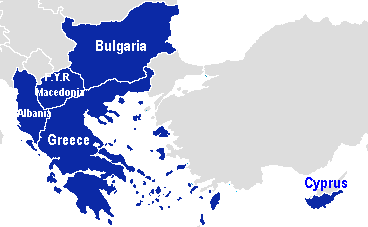 Bulgaria
F.Y.R
Macedonia
Albania
Greece
Cyprus